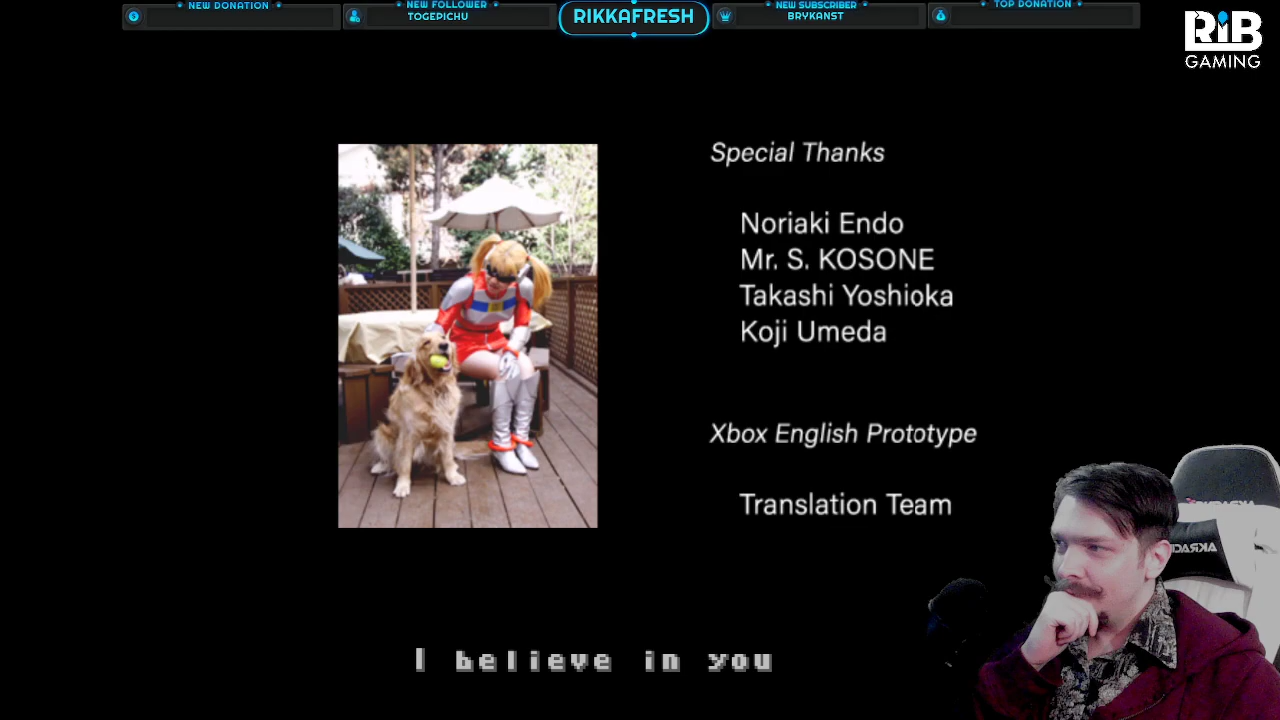 NEW DONATION
NEW FOLLOWER
TOGEPICHU
RIKKAFRESH
NEW SUBSCRIBER
BRYKANST
TOP DONATION
RIB
GAMING
Special Thanks
Noriaki Endo
Mr. S. KOSONE
Takashi Yoshioka
Koji Umeda
Xbox English Prototype
Translation Team
I believe in you